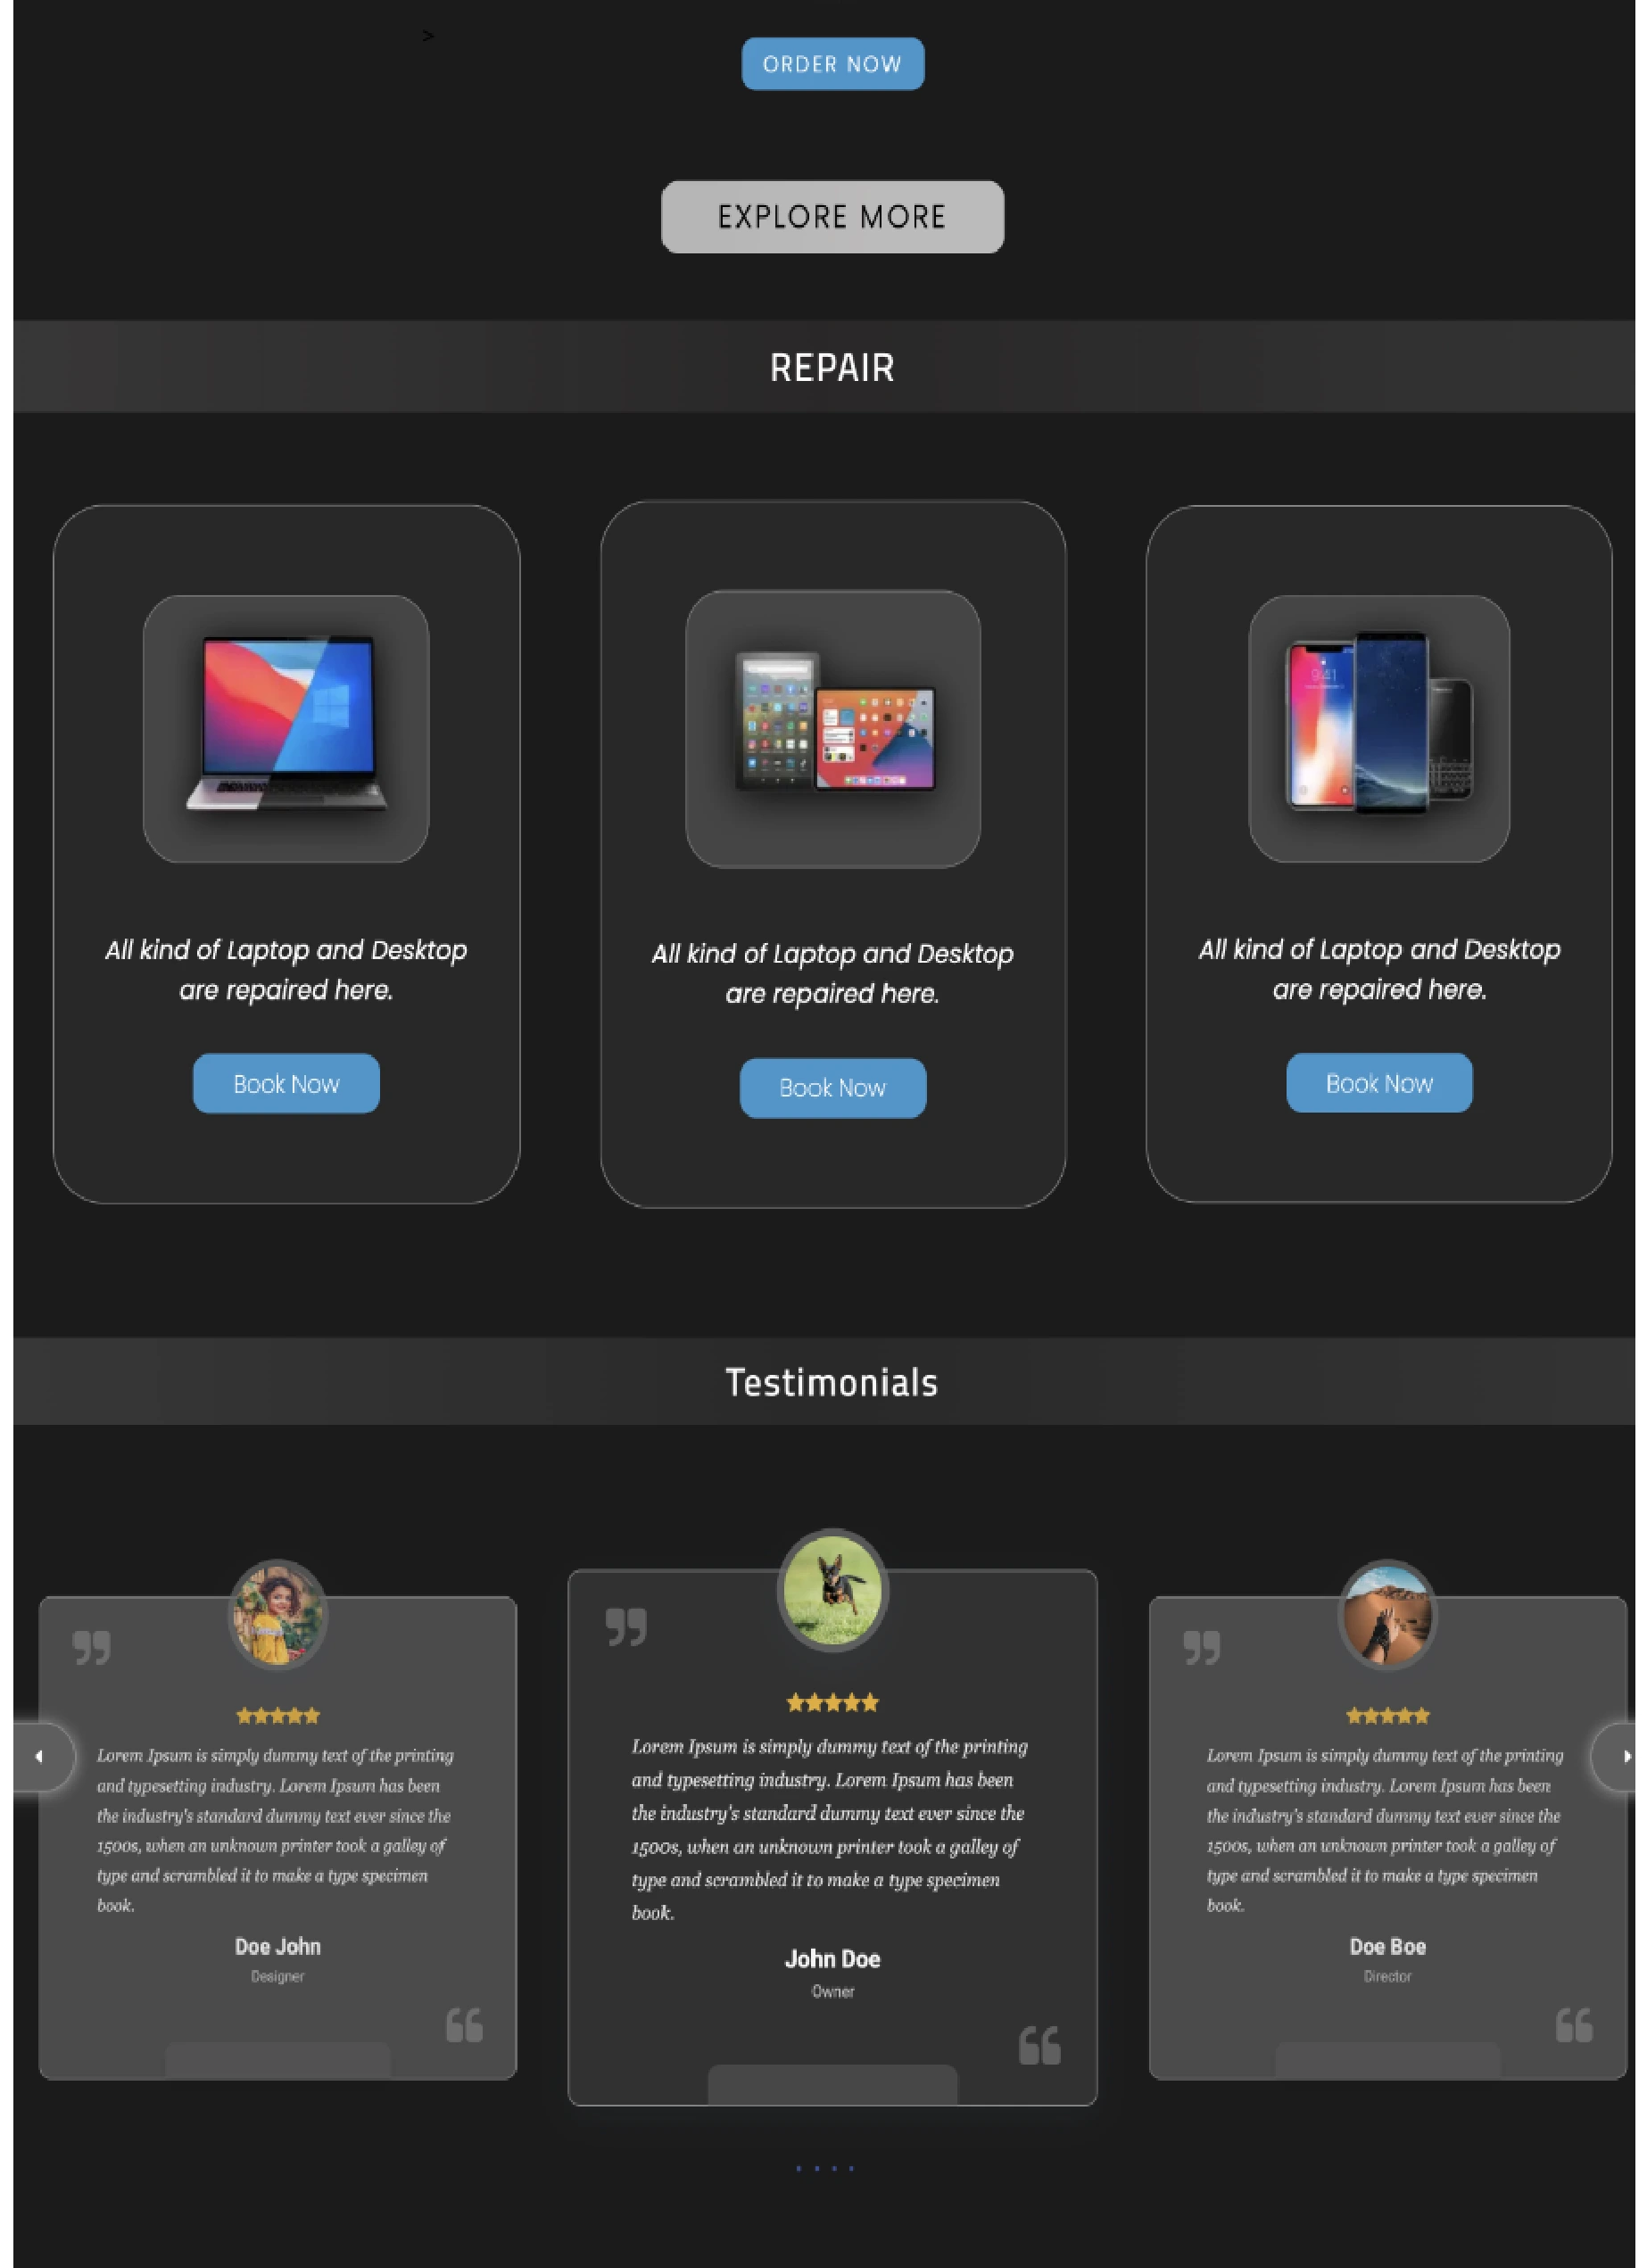 >
ORDER NOW
EXPLORE MORE
REPAIR
9:41
All kind of Laptop and Desktop
are repaired here.
Book Now
All kind of Laptop and Desktop
are repaired here.
Book Now
All kind of Laptop and Desktop
are repaired here.
Book Now
Testimonials
”
Lorem Ipsum is simply dummy text of the printing
and typesetting industry. Lorem Ipsum has been
the industry's standard dummy text ever since the
1500s, when an unknown printer took a galley of
type and scrambled it to make a type specimen
book.
Doe John
Designer
“
”
Lorem Ipsum is simply dummy text of the printing
and typesetting industry. Lorem Ipsum has been
the industry's standard dummy text ever since the
1500s, when an unknown printer took a galley of
type and scrambled it to make a type specimen
book.
John Doe
Owner
“
”
Lorem Ipsum is simply dummy text of the printing
and typesetting industry. Lorem Ipsum has been
the industry's standard dummy text ever since the
1500s, when an unknown printer took a galley of
type and scrambled it to make a type specimen
book.
Doe Boe
Director
“